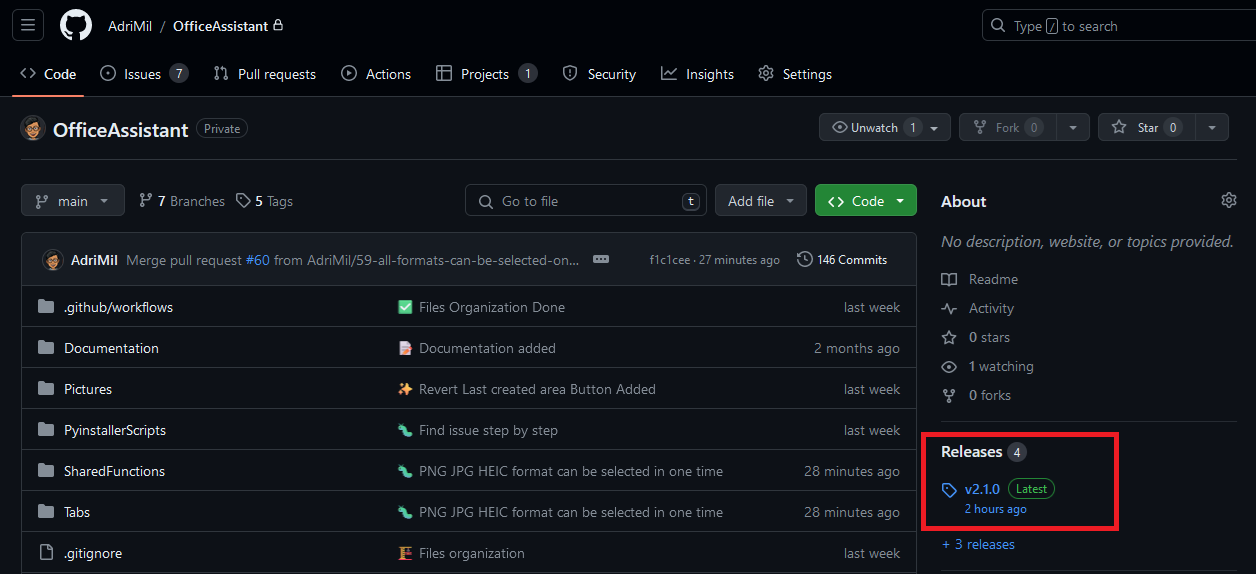 AdriMil / OfficeAssistant
Type / to search
Code
Issues 7
Pull requests
Actions
Projects 1
Security
Insights
Settings
OfficeAssistant Private
Unwatch 1
Fork 0
Star 0
main
7 Branches
5 Tags
Go to file t
Add file
Code
AdriMil Merge pull request #60 from AdriMil/59-all-formats-can-be-selected-on... f1c1cee · 27 minutes ago 146 Commits
.github/workflows Files Organization Done last week
Documentation Documentation added 2 months ago
Pictures Revert Last created area Button Added last week
PyinstallerScripts Find issue step by step last week
SharedFunctions PNG JPG HEIC format can be selected in one time 28 minutes ago
Tabs PNG JPG HEIC format can be selected in one time 28 minutes ago
.gitignore Files organization last week
About
No description, website, or topics provided.
Readme
Activity
0 stars
1 watching
0 forks
Releases 4
v2.1.0 Latest
2 hours ago
+ 3 releases